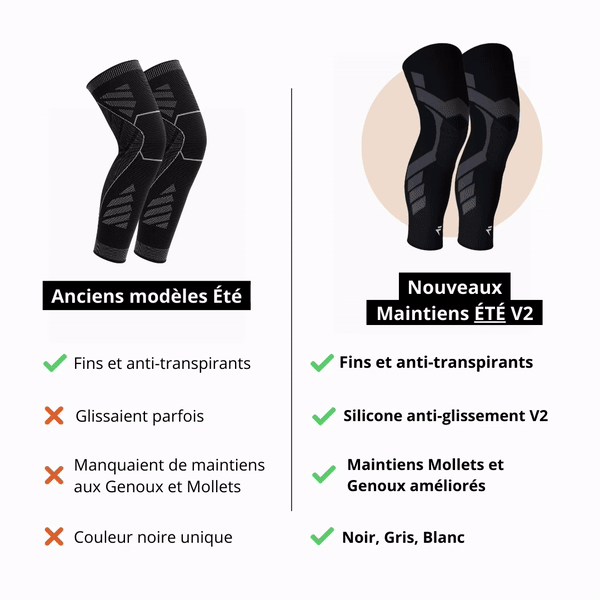 Anciens modèles Été
Fins et anti-transpirants
Glissaient parfois
Manquaient de maintiens
aux Genoux et Mollets
Couleur noire unique
Nouveaux
Maintiens ÉTÉ V2
Fins et anti-transpirants
Silicone anti-glissement V2
Maintiens Mollets et
Genoux améliorés
Noir, Gris, Blanc